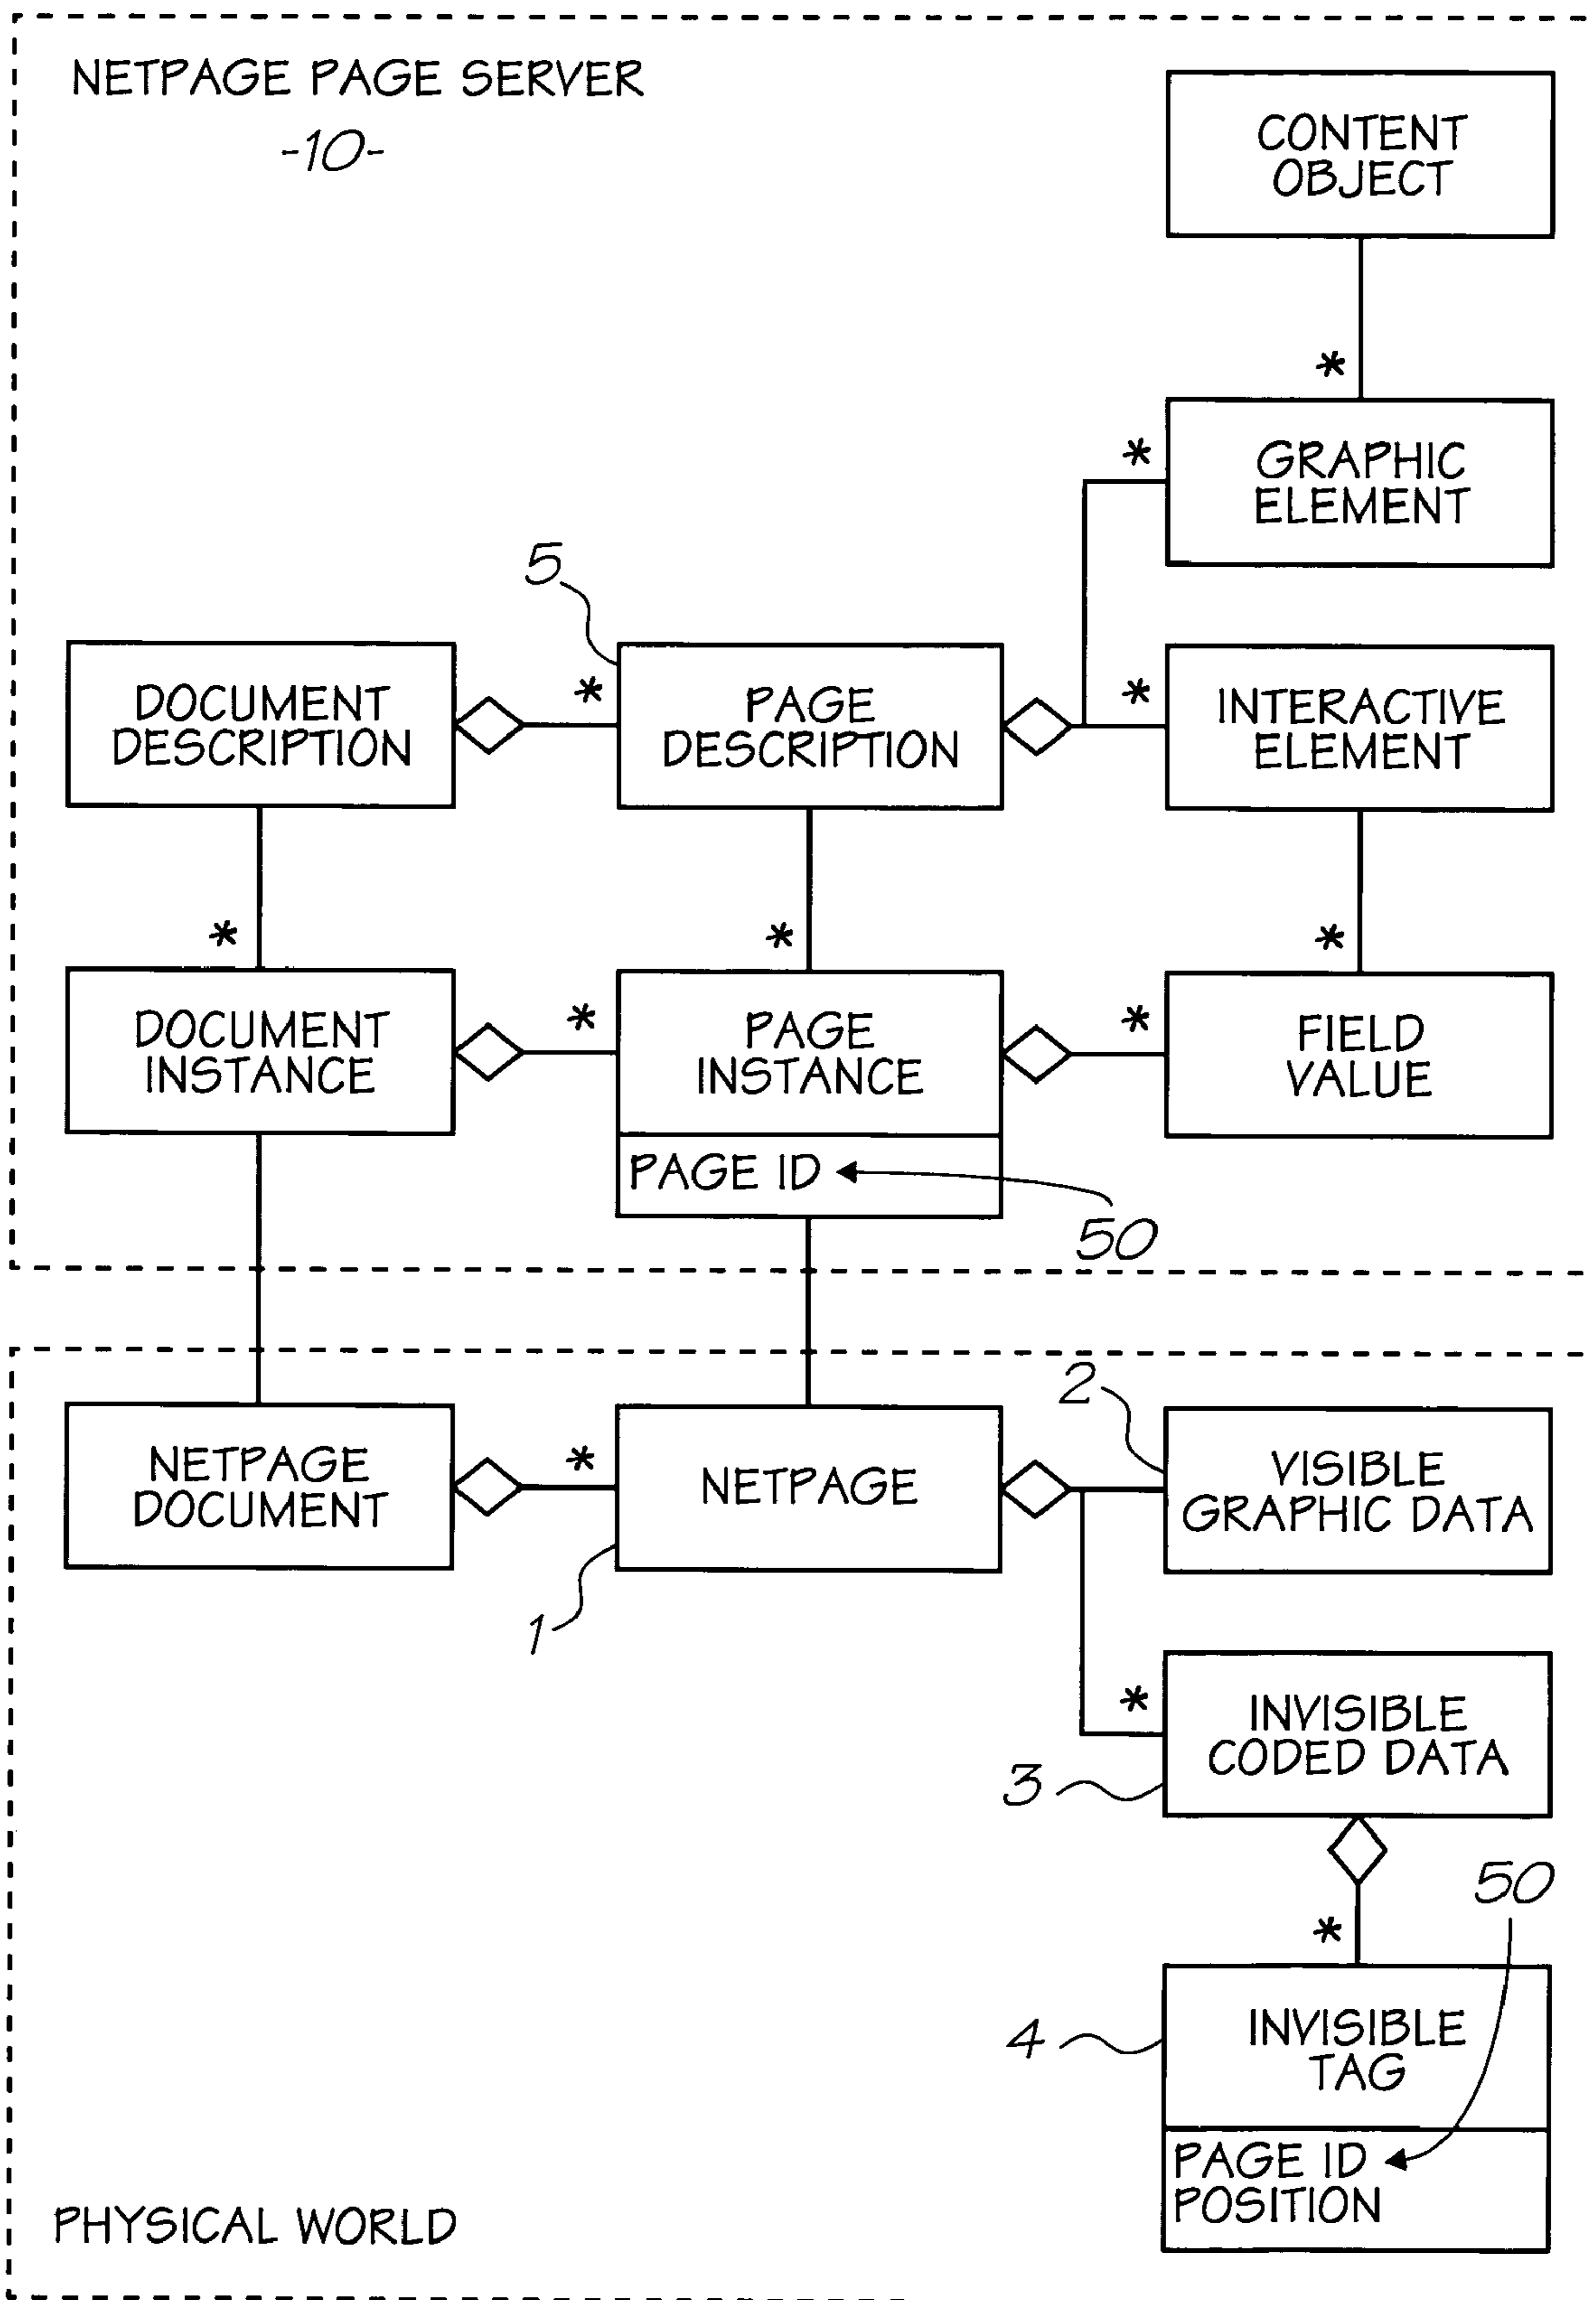 NETPAGE PAGE SERVER
-10-
CONTENT
OBJECT
*
*
GRAPHIC
ELEMENT
5
DOCUMENT
DESCRIPTION
*
PAGE
DESCRIPTION
*
INTERACTIVE
ELEMENT
*
*
*
DOCUMENT
INSTANCE
*
PAGE
INSTANCE
*
FIELD
VALUE
PAGE ID
50
NETPAGE
DOCUMENT
*
NETPAGE
1
2
VISIBLE
GRAPHIC DATA
*
INVISIBLE
CODED DATA
3
*
50
4
INVISIBLE
TAG
PAGE ID
POSITION
PHYSICAL WORLD